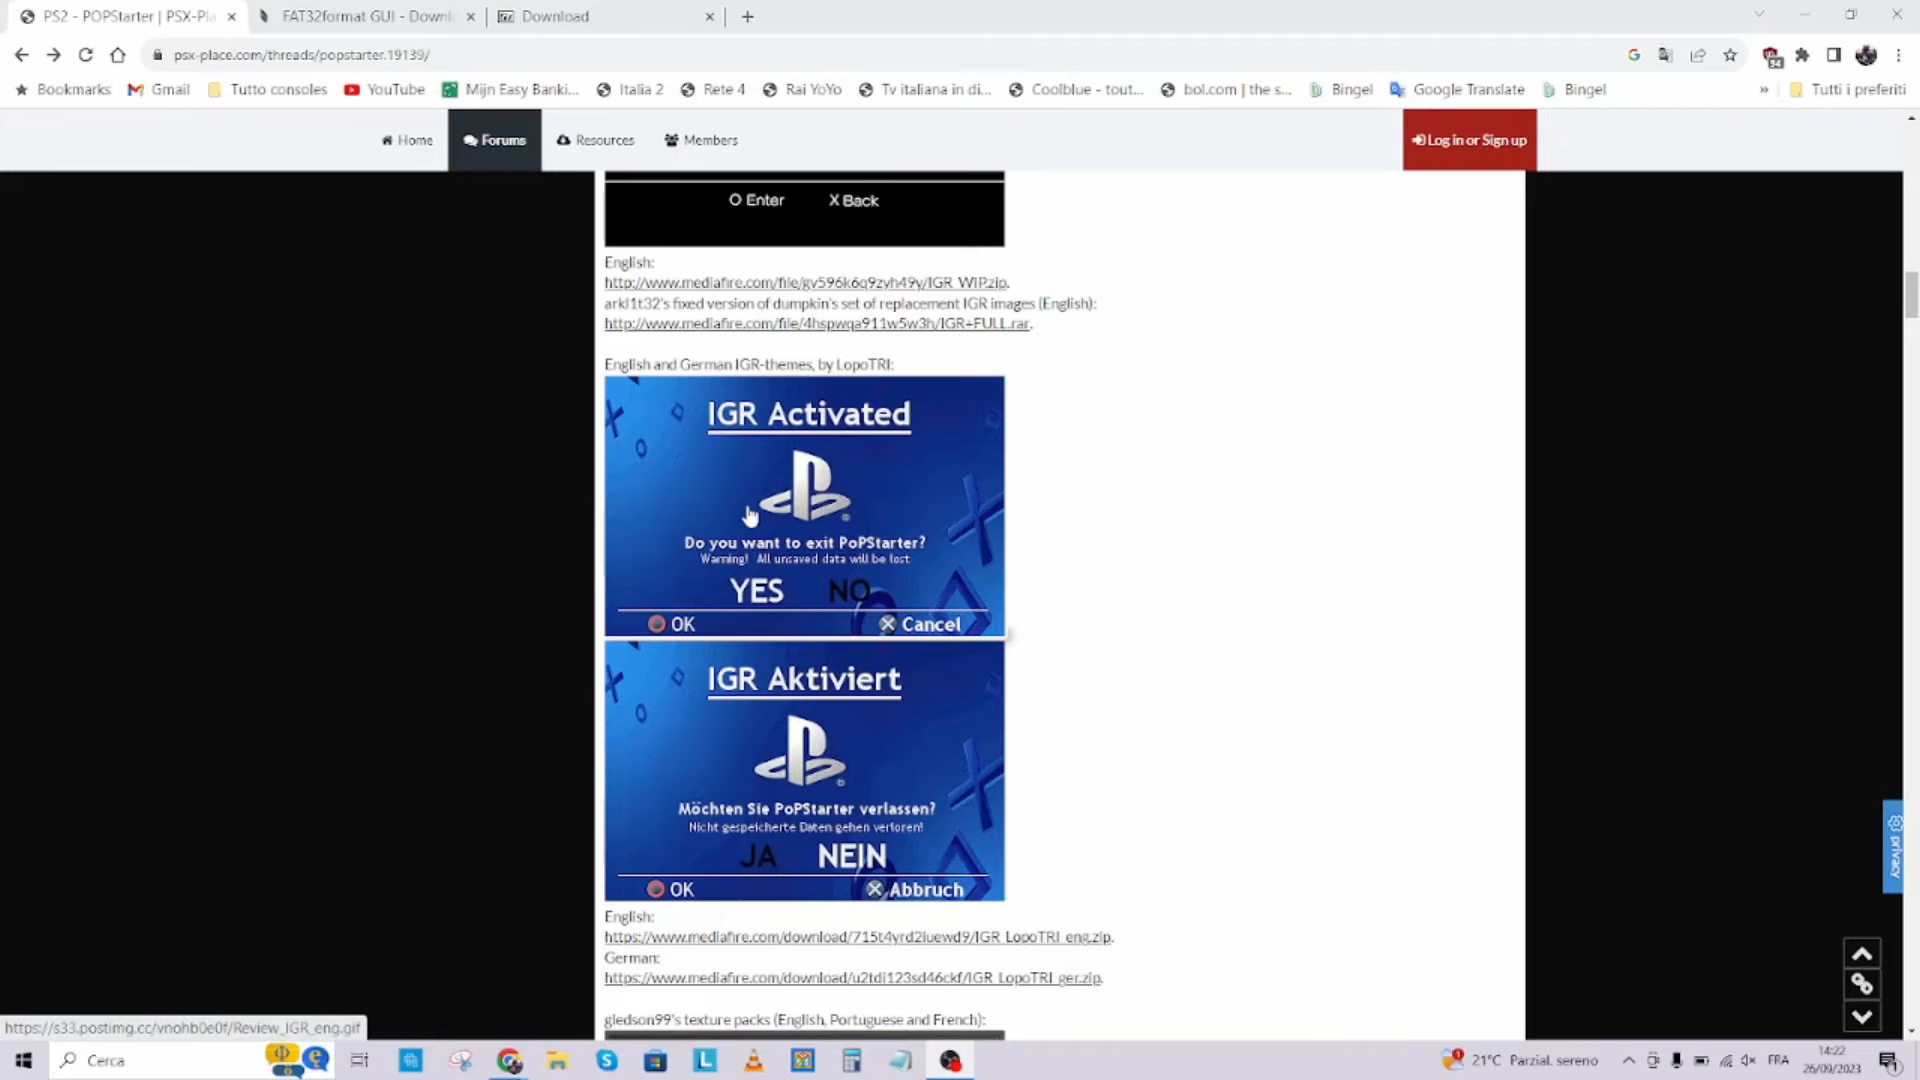 PS2 - POPStarter | PSX-Pla
FAT32format GUI - Downl
Download
psx-place.com/threads/popstarter.19139/
Bookmarks
Gmail
Tutto consoles
YouTube
Mijn Easy Banki...
Italia 2
Rete 4
Rai YoYo
Tv italiana in di...
Coolblue - tout...
bol.com | the s...
Bingel
Google Translate
Bingel
»
Tutti i preferiti
Home
Forums
Resources
Members
Log in or Sign up
O Enter X Back
English:
http://www.mediafire.com/file/gv596k6q9zyh49y/IGR_WIP.zip.
arkl1t32's fixed version of dumpkin's set of replacement IGR images (English):
http://www.mediafire.com/file/4hspwqa911w5w3h/IGR+FULL.rar.
English and German IGR-themes, by LopoTRI:
IGR Activated
Do you want to exit PoPStarter?
Warning! All unsaved data will be lost
YES NO
OK Cancel
IGR Aktiviert
Möchten Sie PoPStarter verlassen?
Nicht gespeicherte Daten gehen verloren!
JA NEIN
OK Abbruch
English:
https://www.mediafire.com/download/715t4yrd2iuewd9/IGR_LopoTRI_eng.zip.
German:
https://www.mediafire.com/download/u2tdi123sd46ckf/IGR_LopoTRI_ger.zip.
gledson99's texture packs (English, Portuguese and French):
privacy
https://s33.postimg.cc/vnohb0e0f/Review_IGR_eng.gif
Cerca
21°C Parzial. sereno
FRA
14:22
26/09/2023